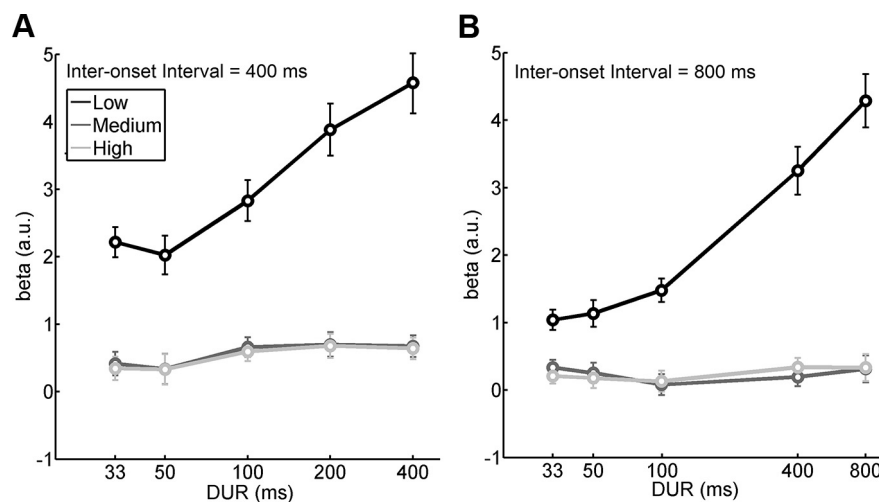 A
Inter-onset Interval = 400 ms
Low
Medium
High
beta (a.u.)
5
4
3
2
1
0
-1
33 50 100 200 400
DUR (ms)
B
Inter-onset Interval = 800 ms
beta (a.u.)
5
4
3
2
1
0
-1
33 50 100 400 800
DUR (ms)